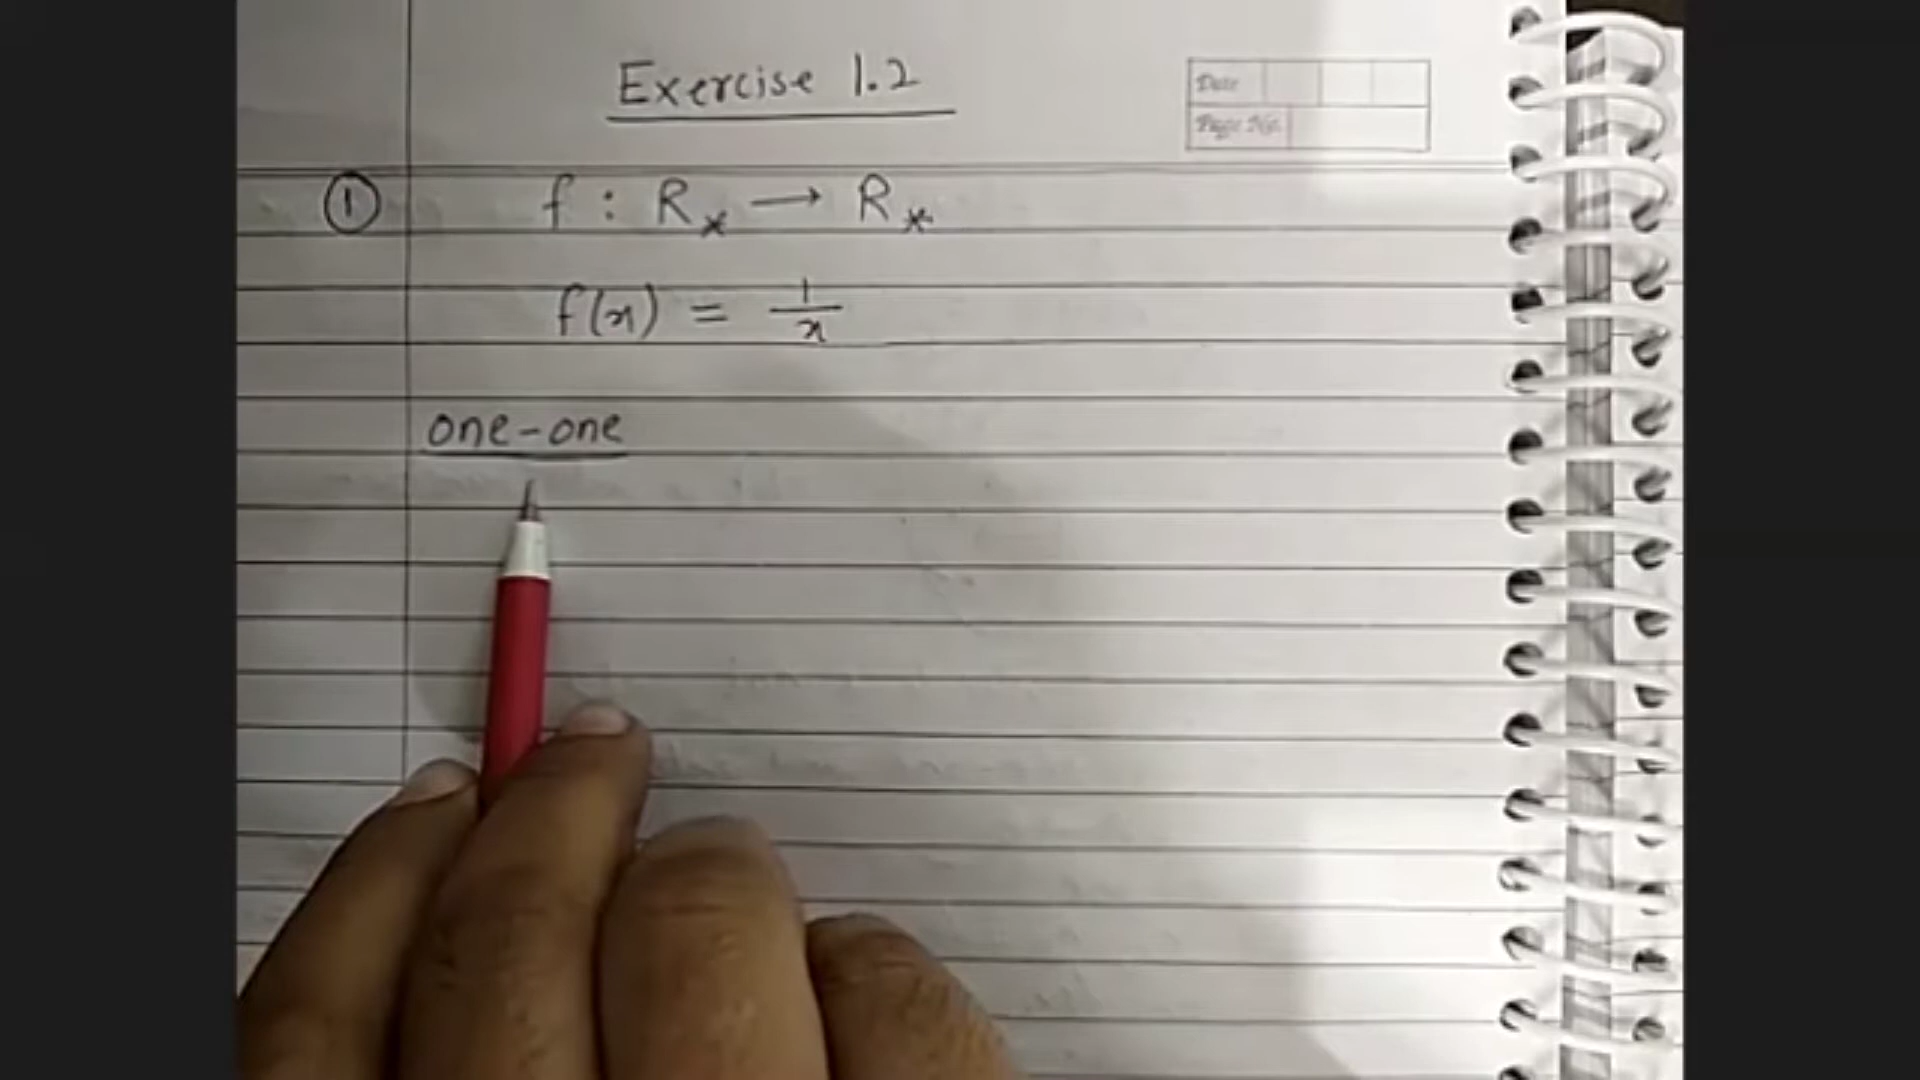 Exercise 1.2
Date
Page No.
① f : R* → R*
f(x) = 1/x
one-one